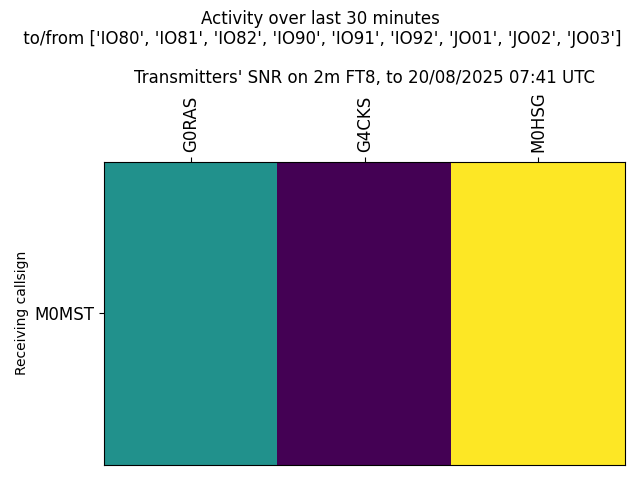 Activity over last 30 minutes
to/from ['IO80', 'IO81', 'IO82', 'IO90', 'IO91', 'IO92', 'JO01', 'JO02', 'JO03']
Transmitters' SNR on 2m FT8, to 20/08/2025 07:41 UTC
G0RAS
G4CKS
M0HSG
Receiving callsign
M0MST